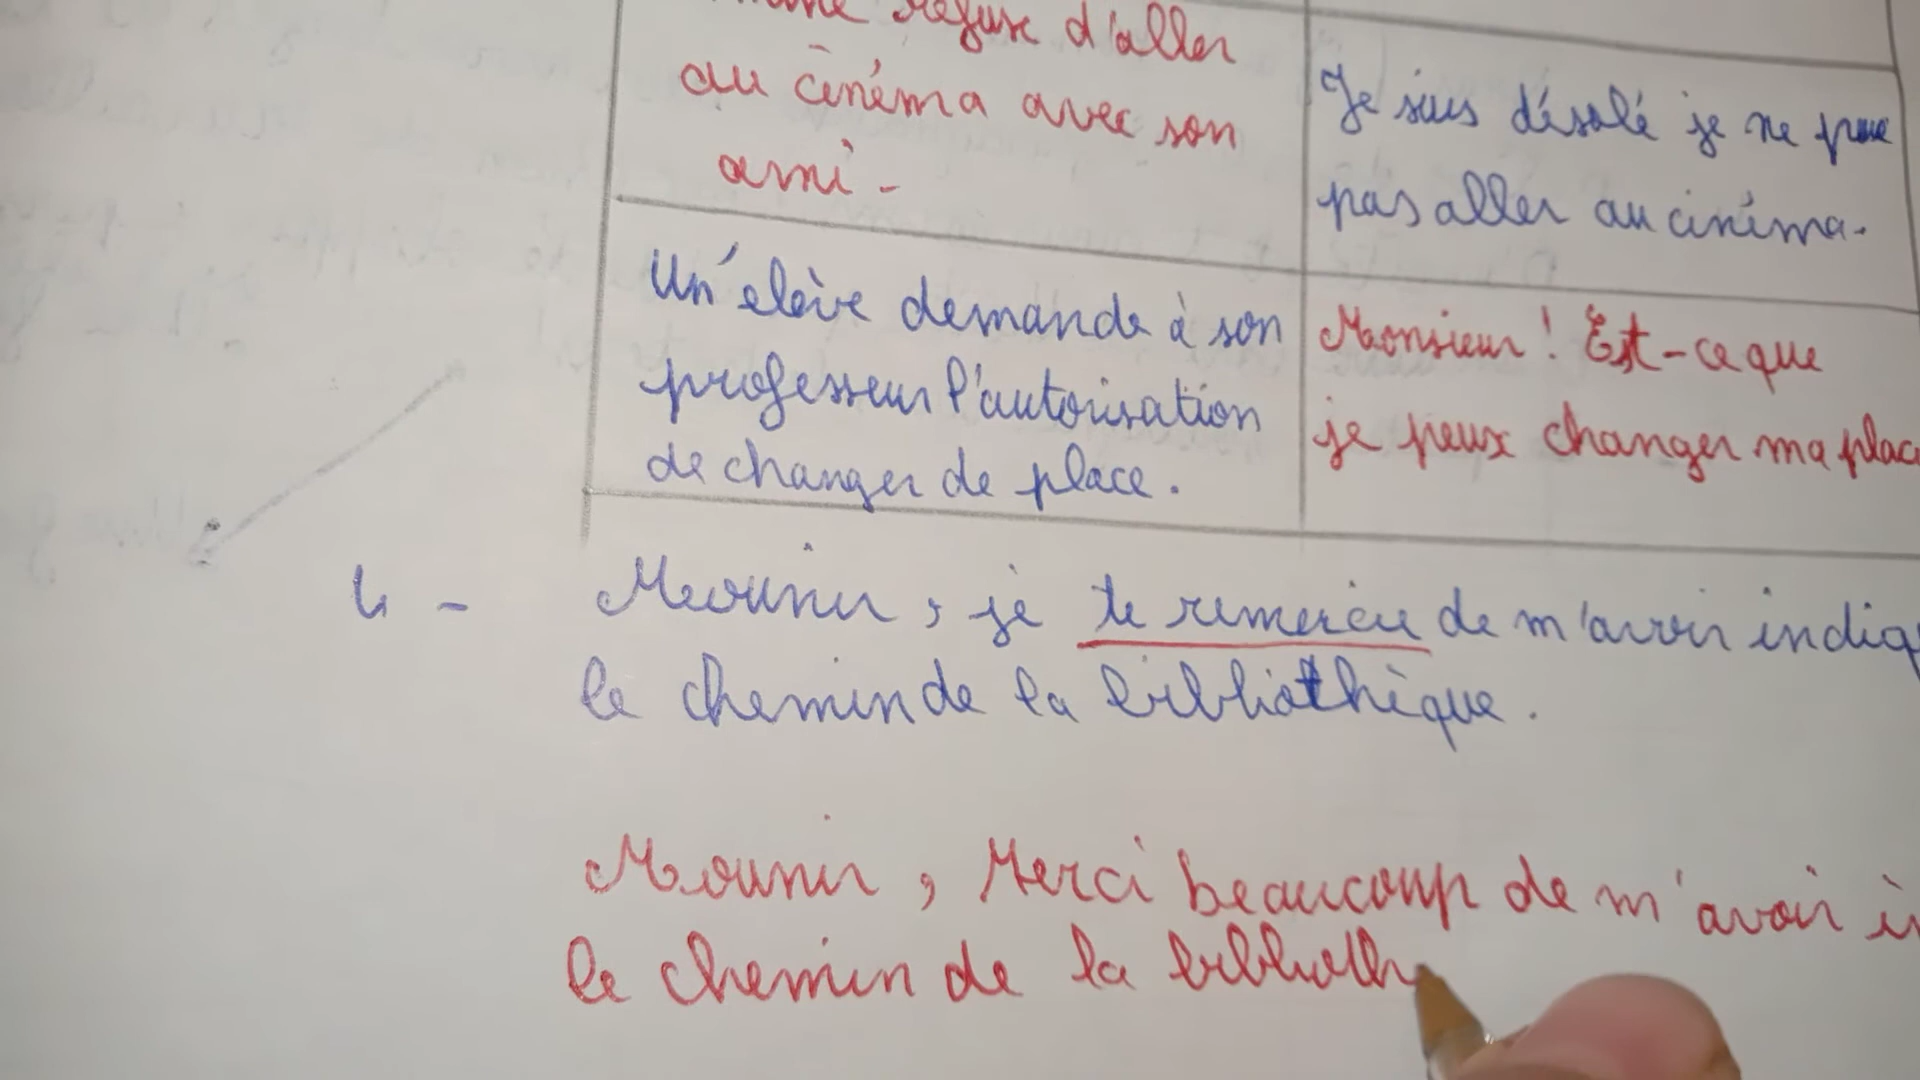 refuse d'aller
au cinéma avec son
ami -
Je suis désolé je ne peux
pas aller au cinéma.
Un élève demande à son
professeur l'autorisation
de changer de place.
Monsieur ! Est-ce que
je peux changer ma plac
4 - Mounir, je te remercie de m'avoir indiq
le chemin de la bibliothèque.
Mounir, Merci beaucoup de m'avoir in
le chemin de la biblioth